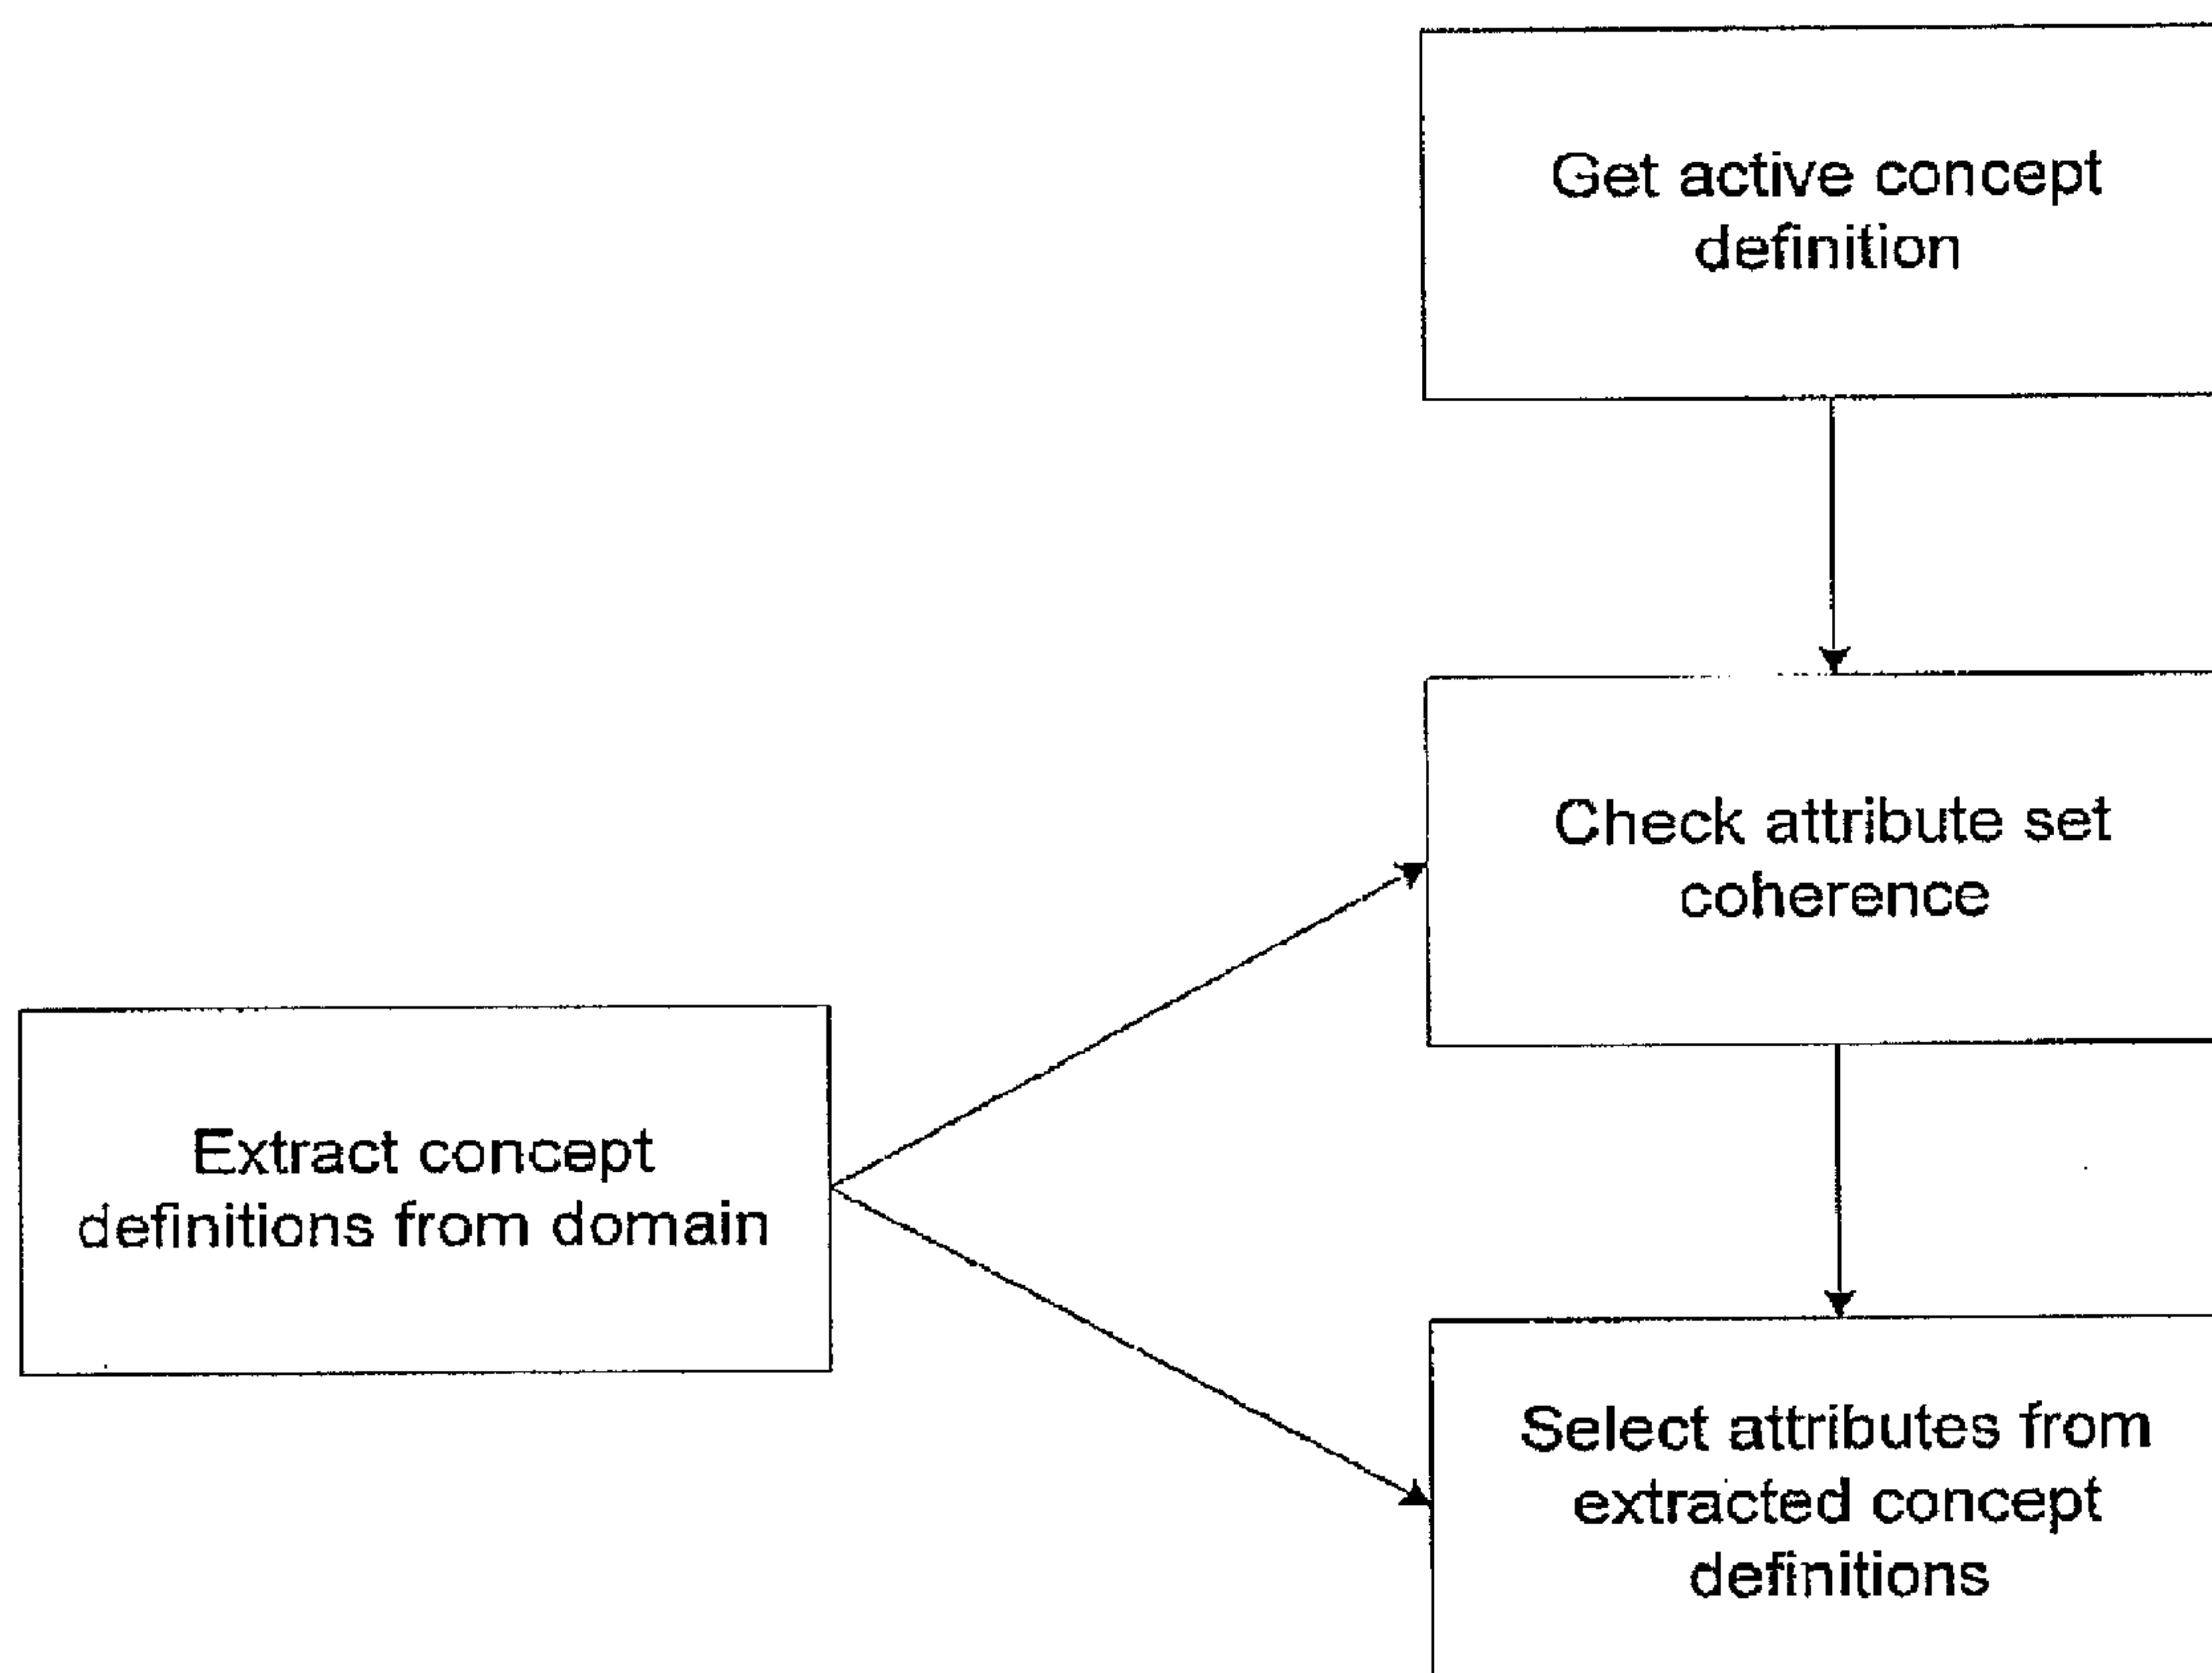 Get active concept
definition
Check attribute set
coherence
Extract concept
definitions from domain
Select attributes from
extracted concept
definitions